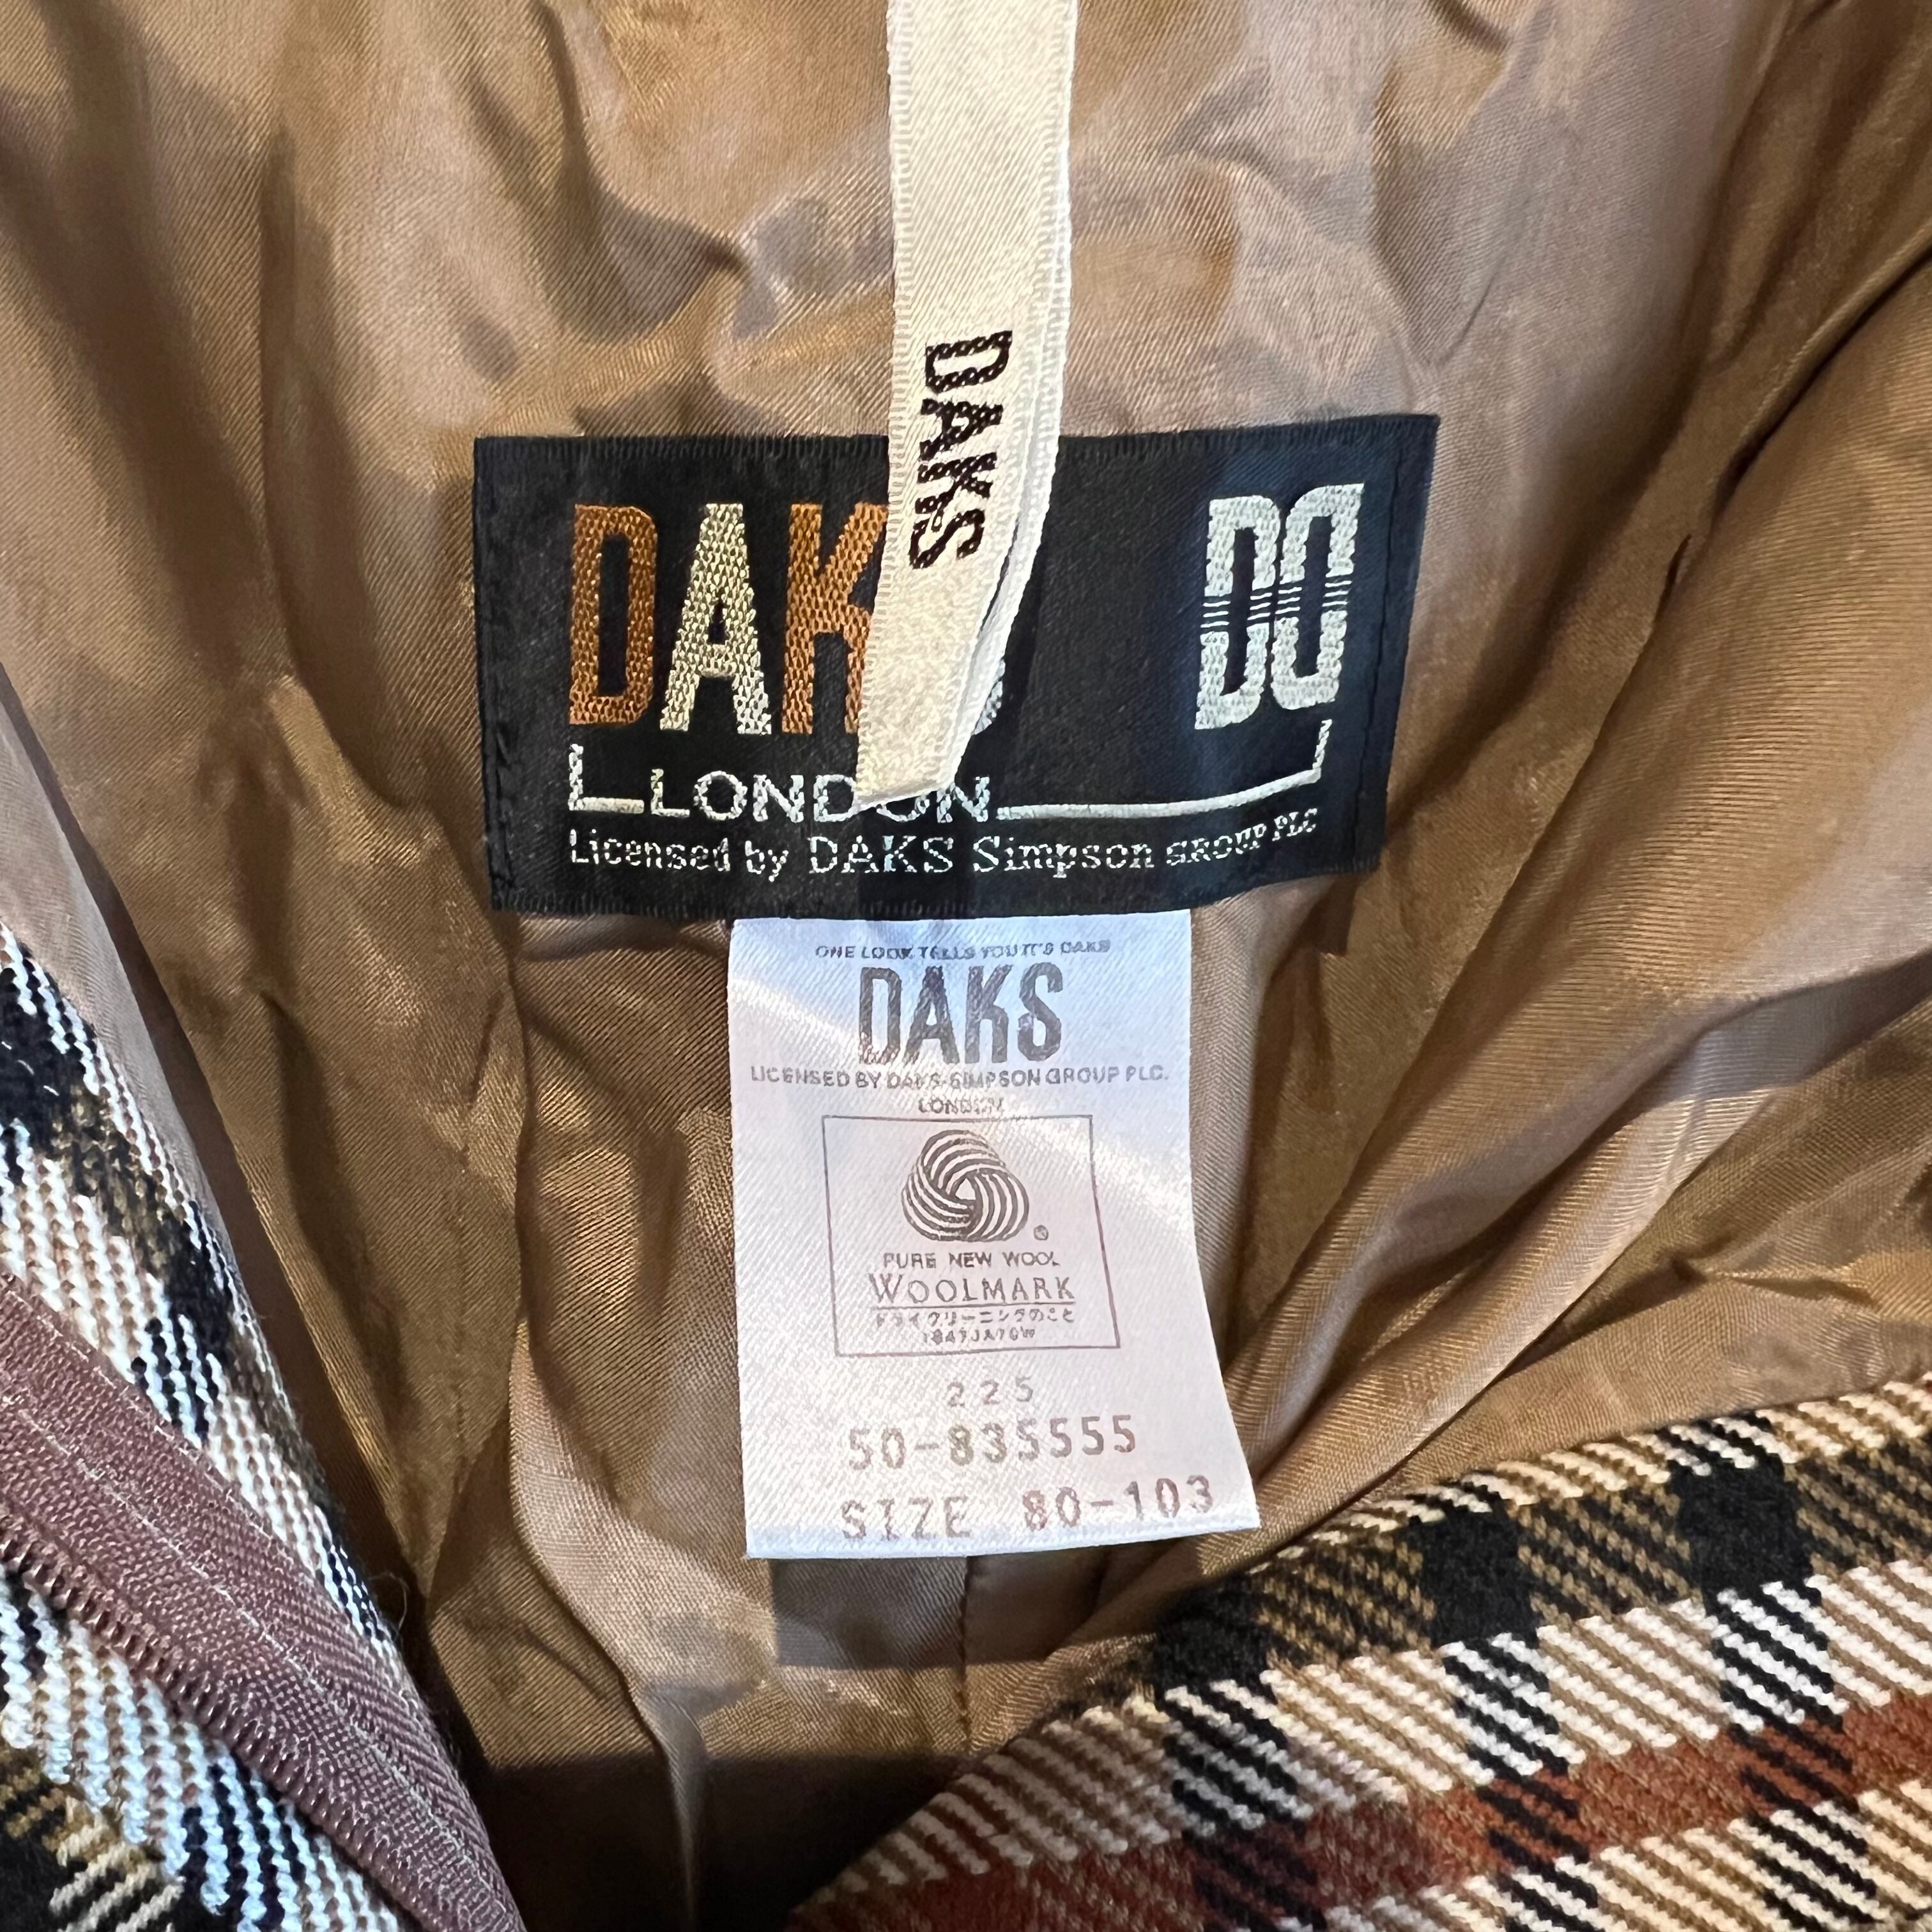 DAKS
DAKS DD
LONDON
Licensed by DAKS Simpson GROUP PLC
ONE LOOK TELLS YOU IT'S DAKS
DAKS
LICENSED BY DAKS-SIMPSON GROUP PLC.
LONDON
®
PURE NEW WOOL
WOOLMARK
ドライクリーニングのこと
225
50-835555
SIZE 80-103